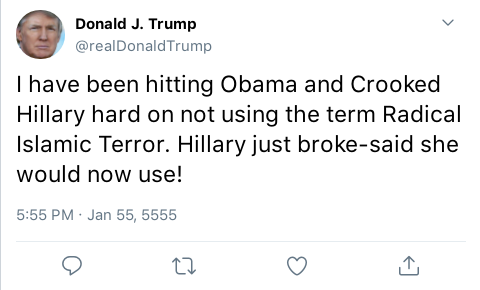 Donald J. Trump
@realDonaldTrump
I have been hitting Obama and Crooked
Hillary hard on not using the term Radical
Islamic Terror. Hillary just broke-said she
would now use!
5:55 PM · Jan 55, 5555